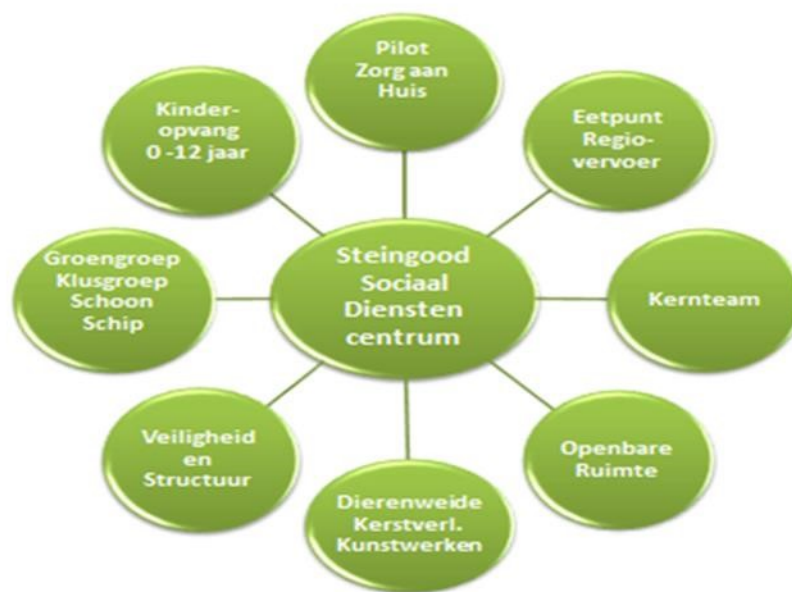 Pilot
Zorg aan
Huis
Eetpunt
Regio-
vervoer
Kernteam
Openbare
Ruimte
Dierenweide
Kerstverl.
Kunstwerken
Veiligheid
en
Structuur
Groengroep
Klusgroep
Schoon
Schip
Kinder-
opvang
0 -12 jaar
Steingood
Sociaal
Diensten
centrum